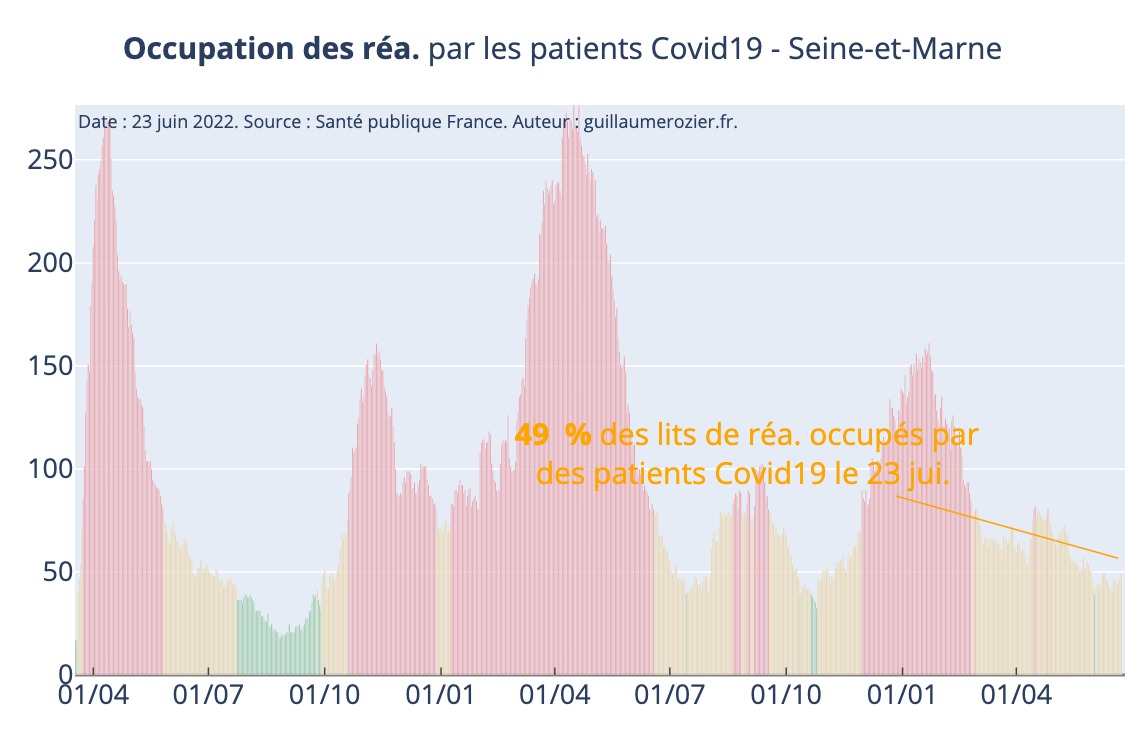 Occupation des réa. par les patients Covid19 - Seine-et-Marne
Date : 23 juin 2022. Source : Santé publique France. Auteur : guillaumerozier.fr.
250
200
150
100
50
0
49 % des lits de réa. occupés par
des patients Covid19 le 23 jui.
01/04 01/07 01/10 01/01 01/04 01/07 01/10 01/01 01/04